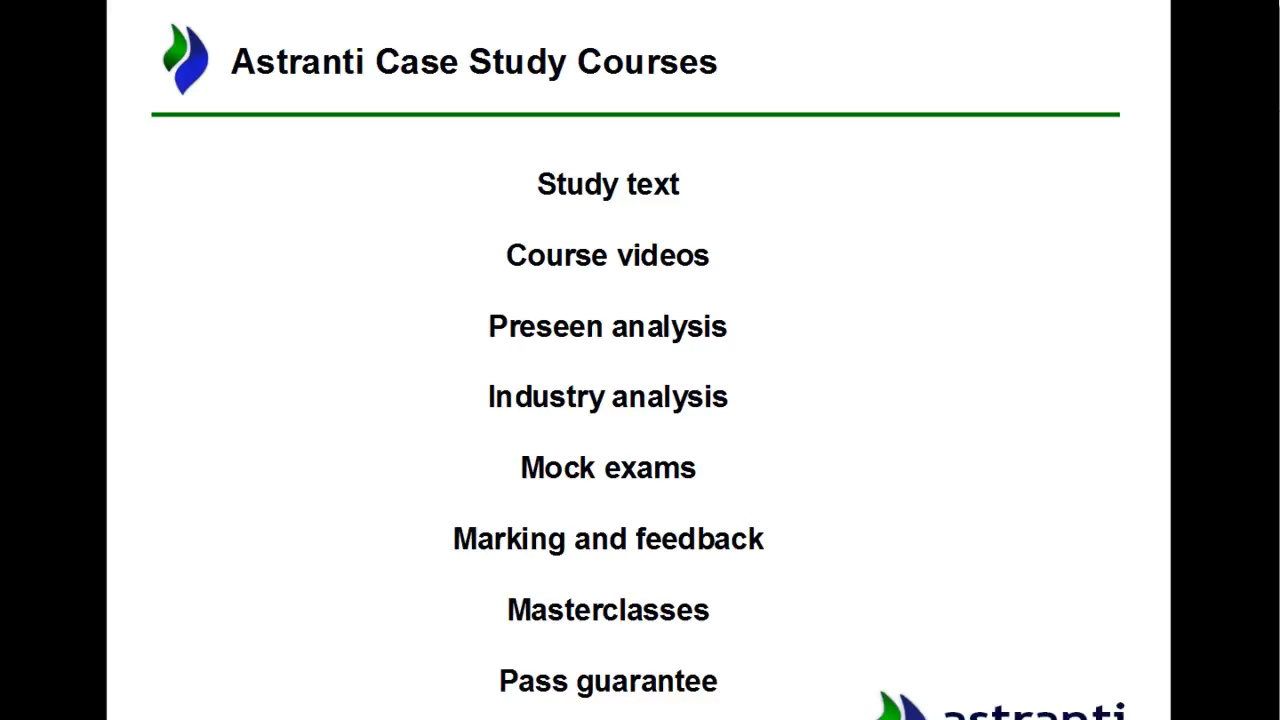 Astranti Case Study Courses
Study text
Course videos
Preseen analysis
Industry analysis
Mock exams
Marking and feedback
Masterclasses
Pass guarantee
astranti